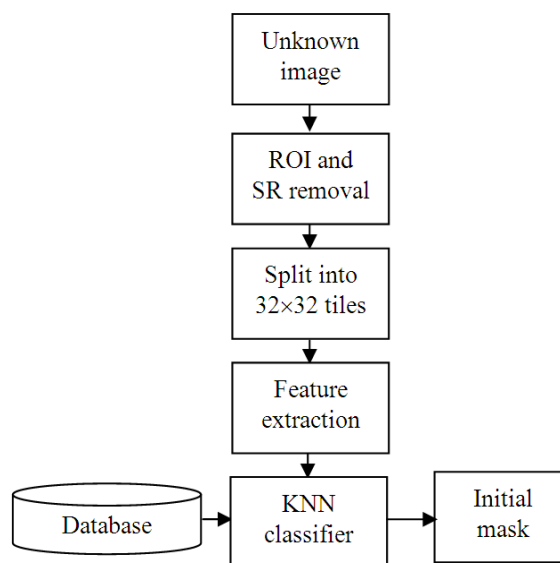 Unknown
image
ROI and
SR removal
Split into
32×32 tiles
Feature
extraction
Database
KNN
classifier
Initial
mask